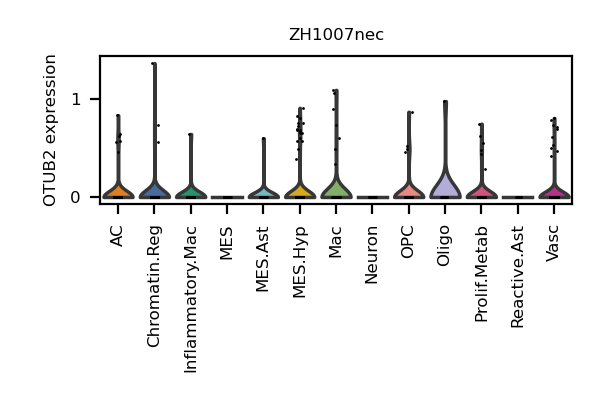 ZH1007nec
OTUB2 expression
1
0
AC
Chromatin.Reg
Inflammatory.Mac
MES
MES.Ast
MES.Hyp
Mac
Neuron
OPC
Oligo
Prolif.Metab
Reactive.Ast
Vasc